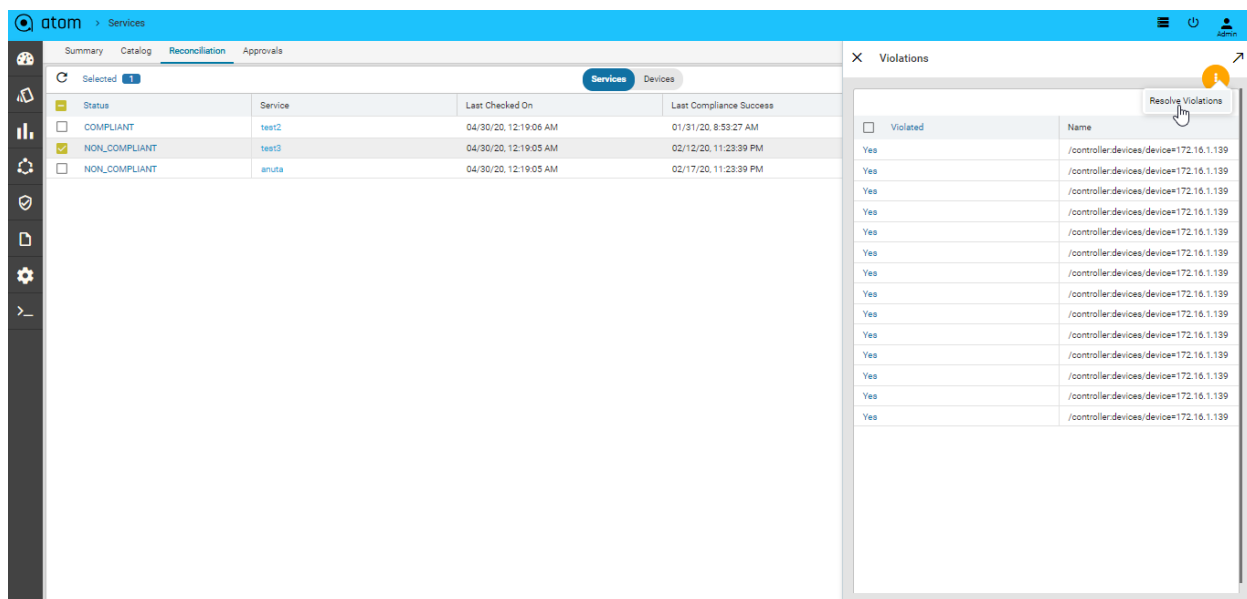 atom > Services
Admin
Summary Catalog Reconciliation Approvals
Selected 1
Services Devices
Status Service Last Checked On Last Compliance Success
COMPLIANT test2 04/30/20, 12:19:06 AM 01/31/20, 8:53:27 AM
NON_COMPLIANT test3 04/30/20, 12:19:05 AM 02/12/20, 11:23:39 PM
NON_COMPLIANT anuta 04/30/20, 12:19:05 AM 02/17/20, 11:23:39 PM
Violations
Resolve Violations
Violated Name
Yes /controller:devices/device=172.16.1.139
Yes /controller:devices/device=172.16.1.139
Yes /controller:devices/device=172.16.1.139
Yes /controller:devices/device=172.16.1.139
Yes /controller:devices/device=172.16.1.139
Yes /controller:devices/device=172.16.1.139
Yes /controller:devices/device=172.16.1.139
Yes /controller:devices/device=172.16.1.139
Yes /controller:devices/device=172.16.1.139
Yes /controller:devices/device=172.16.1.139
Yes /controller:devices/device=172.16.1.139
Yes /controller:devices/device=172.16.1.139
Yes /controller:devices/device=172.16.1.139
Yes /controller:devices/device=172.16.1.139